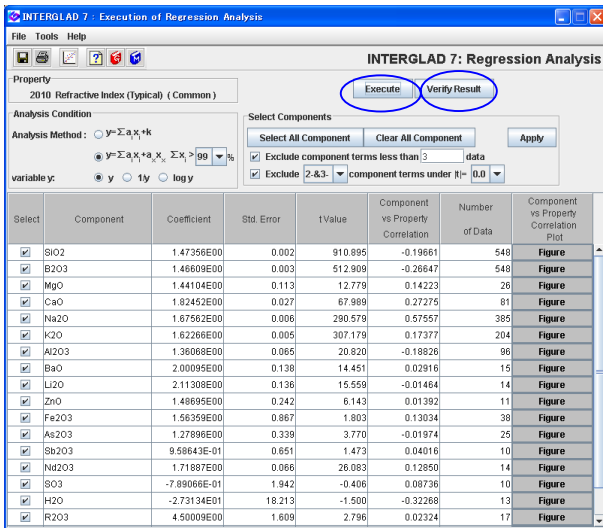 INTERGLAD 7 : Execution of Regression Analysis
File Tools Help
INTERGLAD 7: Regression Analysis
Property
2010 Refractive Index (Typical) ( Common )
Execute Verify Result
Analysis Condition
Analysis Method : y=Σaᵢxᵢ+k
y=Σaᵢxᵢ+aᵢxᵢxⱼ Σxᵢ> 99 %
variable y: y 1/y log y
Select Components
Select All Component Clear All Component Apply
Exclude component terms less than 3 data
Exclude 2-&3- component terms under |t|= 0.0
Select Component Coefficient Std. Error t Value Component vs Property Correlation Number of Data Component vs Property Correlation Plot
SiO2 1.47356E00 0.002 910.895 -0.19661 548 Figure
B2O3 1.46609E00 0.003 512.909 -0.26647 548 Figure
MgO 1.44104E00 0.113 12.779 0.14223 26 Figure
CaO 1.82452E00 0.027 67.989 0.27275 81 Figure
Na2O 1.67562E00 0.006 290.579 0.57557 385 Figure
K2O 1.62266E00 0.005 307.179 0.17377 204 Figure
Al2O3 1.36068E00 0.065 20.820 -0.18826 96 Figure
BaO 2.00095E00 0.138 14.451 0.02916 15 Figure
Li2O 2.11308E00 0.136 15.559 -0.01464 14 Figure
ZnO 1.48695E00 0.242 6.143 0.01392 11 Figure
Fe2O3 1.56359E00 0.867 1.803 0.13034 38 Figure
As2O3 1.27896E00 0.339 3.770 -0.01974 25 Figure
Sb2O3 9.58643E-01 0.651 1.473 0.04016 10 Figure
Nd2O3 1.71887E00 0.066 26.083 0.12850 14 Figure
SO3 -7.89066E-01 1.942 -0.406 0.08736 10 Figure
H2O -2.73134E01 18.213 -1.500 -0.32268 13 Figure
R2O3 4.50009E00 1.609 2.796 0.02324 17 Figure